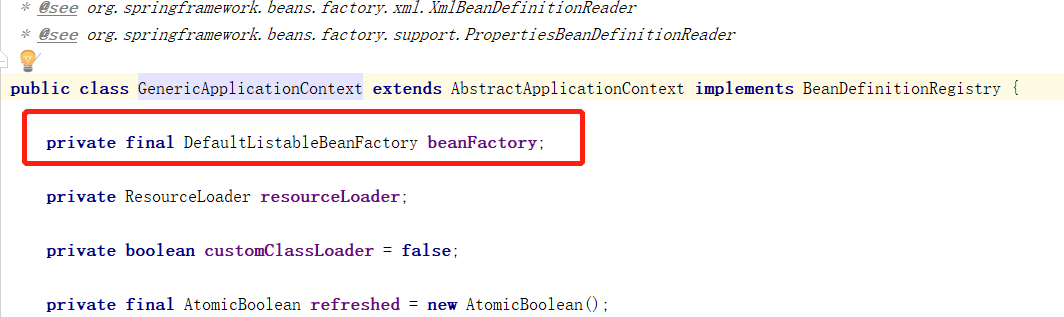 * @see org.springframework.beans.factory.xml.XmlBeanDefinitionReader
* @see org.springframework.beans.factory.support.PropertiesBeanDefinitionReader
public class GenericApplicationContext extends AbstractApplicationContext implements BeanDefinitionRegistry {
private final DefaultListableBeanFactory beanFactory;
private ResourceLoader resourceLoader;
private boolean customClassLoader = false;
private final AtomicBoolean refreshed = new AtomicBoolean();